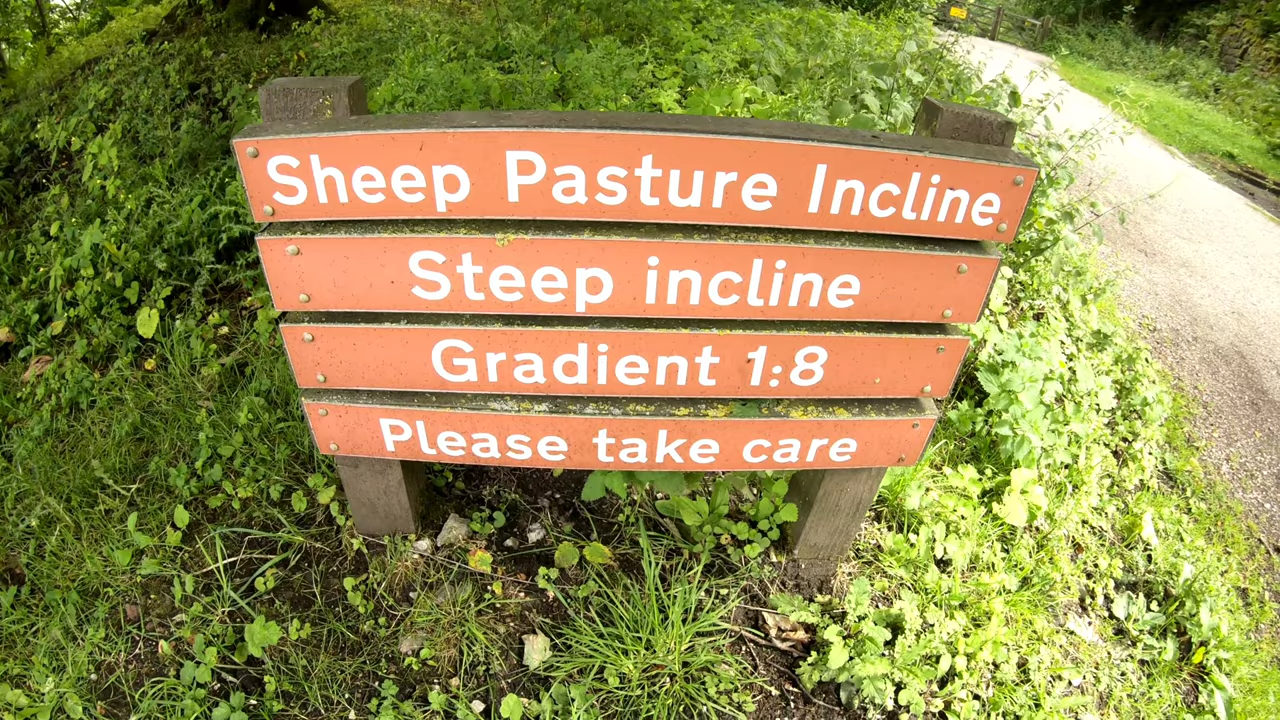 Sheep Pasture Incline
Steep incline
Gradient 1:8
Please take care